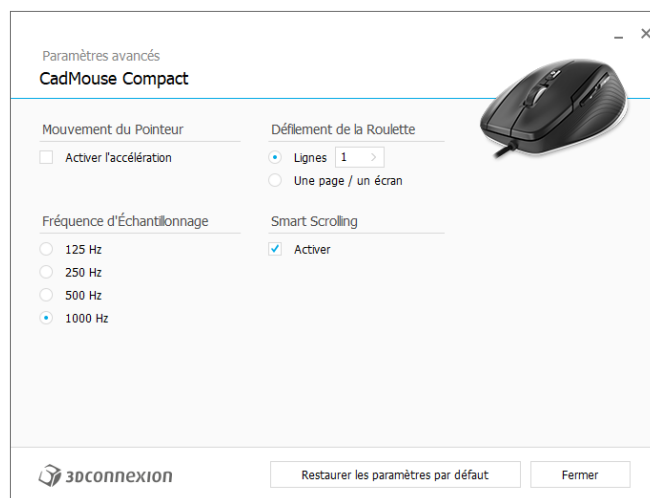 Paramètres avancés
CadMouse Compact
Mouvement du Pointeur
Activer l'accélération
Défilement de la Roulette
Lignes 1
Une page / un écran
Fréquence d'Échantillonnage
125 Hz
250 Hz
500 Hz
1000 Hz
Smart Scrolling
Activer
3Dconnexion
Restaurer les paramètres par défaut
Fermer